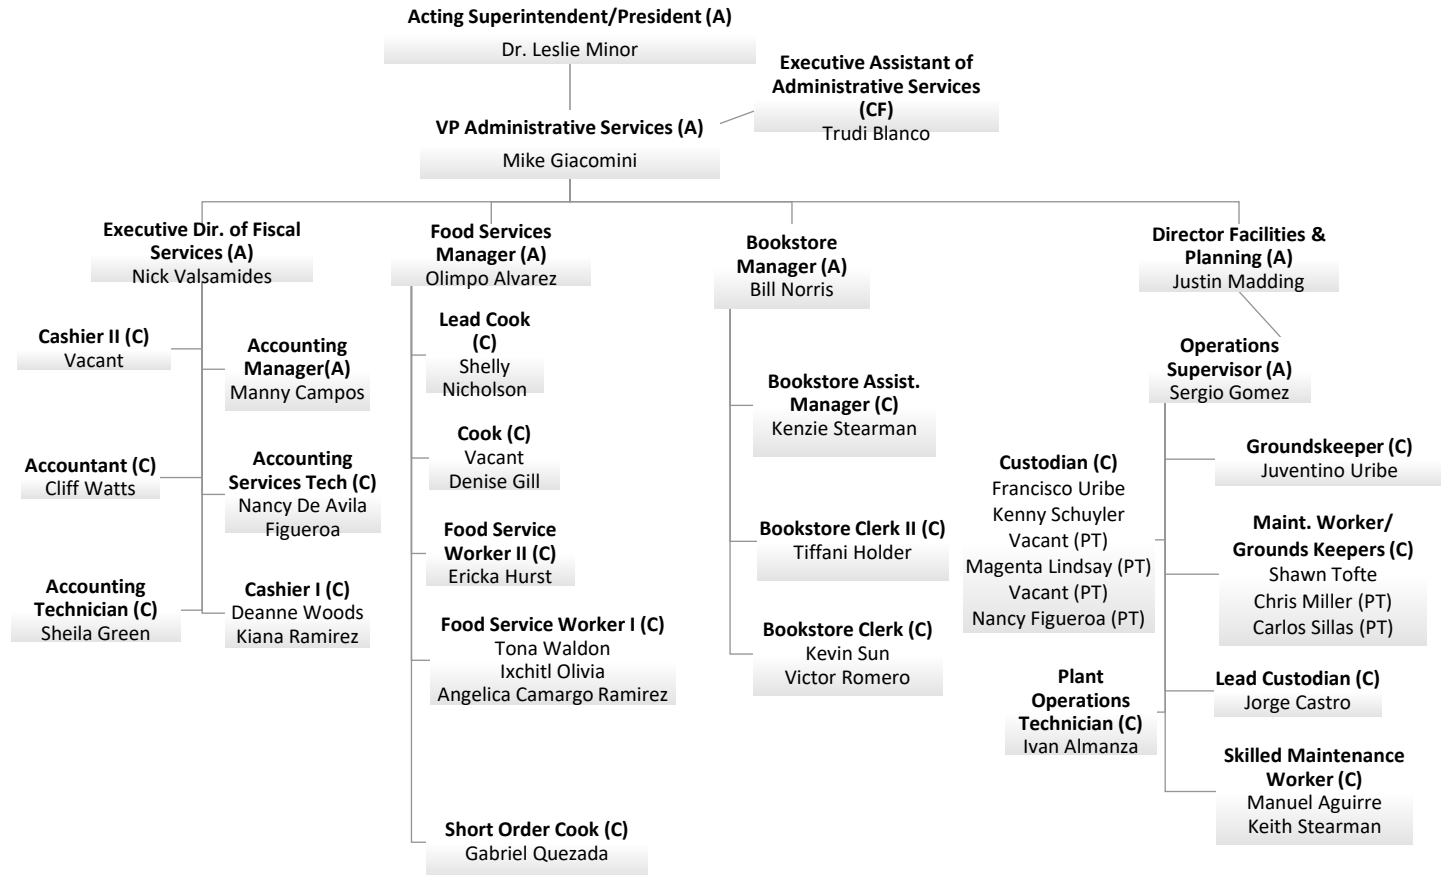 Acting Superintendent/President (A)
Dr. Leslie Minor
Executive Assistant of
Administrative Services
(CF)
Trudi Blanco
VP Administrative Services (A)
Mike Giacomini
Executive Dir. of Fiscal
Services (A)
Nick Valsamides
Cashier II (C)
Vacant
Accounting
Manager(A)
Manny Campos
Accountant (C)
Cliff Watts
Accounting
Services Tech (C)
Nancy De Avila
Figueroa
Accounting
Technician (C)
Sheila Green
Cashier I (C)
Deanne Woods
Kiana Ramirez
Food Services
Manager (A)
Olimpo Alvarez
Lead Cook
(C)
Shelly
Nicholson
Cook (C)
Vacant
Denise Gill
Food Service
Worker II (C)
Ericka Hurst
Food Service Worker I (C)
Tona Waldon
Ixchitl Olivia
Angelica Camargo Ramirez
Short Order Cook (C)
Gabriel Quezada
Bookstore
Manager (A)
Bill Norris
Bookstore Assist.
Manager (C)
Kenzie Stearman
Bookstore Clerk II (C)
Tiffani Holder
Bookstore Clerk (C)
Kevin Sun
Victor Romero
Director Facilities &
Planning (A)
Justin Madding
Operations
Supervisor (A)
Sergio Gomez
Custodian (C)
Francisco Uribe
Kenny Schuyler
Vacant (PT)
Magenta Lindsay (PT)
Vacant (PT)
Nancy Figueroa (PT)
Groundskeeper (C)
Juventino Uribe
Maint. Worker/
Grounds Keepers (C)
Shawn Tofte
Chris Miller (PT)
Carlos Sillas (PT)
Plant
Operations
Technician (C)
Ivan Almanza
Lead Custodian (C)
Jorge Castro
Skilled Maintenance
Worker (C)
Manuel Aguirre
Keith Stearman